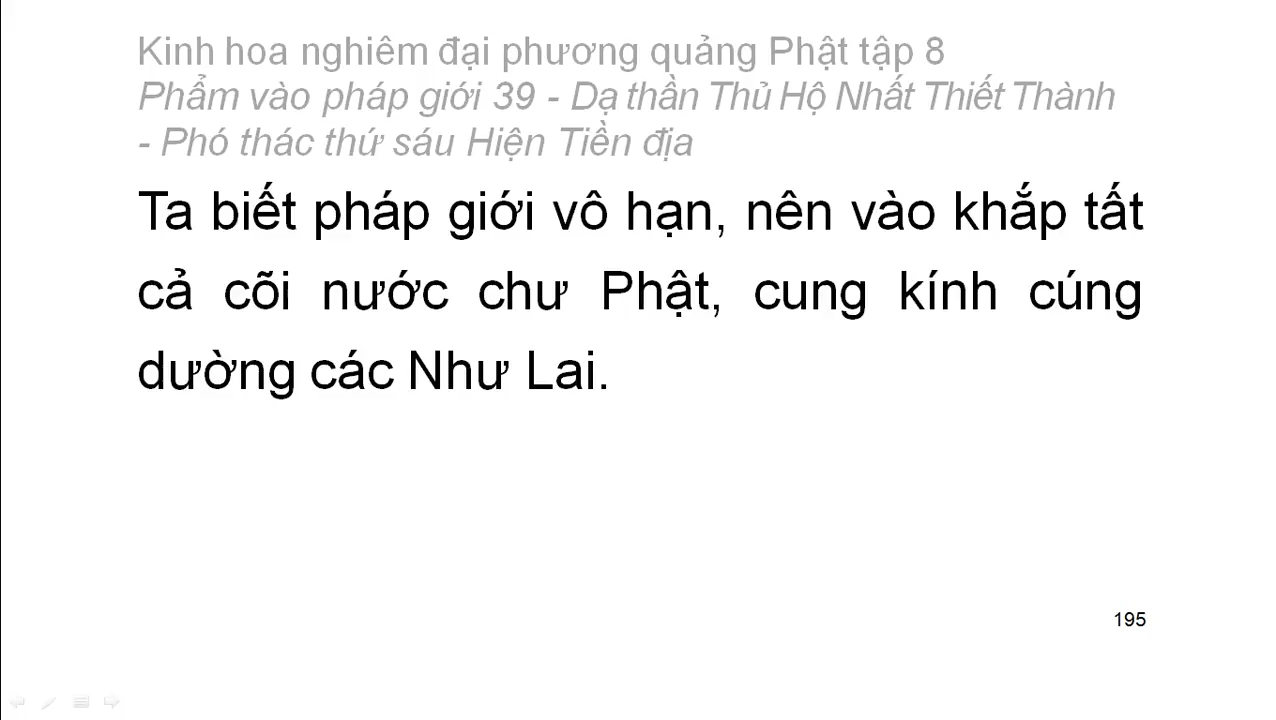 Kinh hoa nghiêm đại phương quảng Phật tập 8
Phẩm vào pháp giới 39 - Dạ thần Thủ Hộ Nhất Thiết Thành
- Phó thác thứ sáu Hiện Tiền địa
Ta biết pháp giới vô hạn, nên vào khắp tất
cả cõi nước chư Phật, cung kính cúng
dường các Như Lai.
195